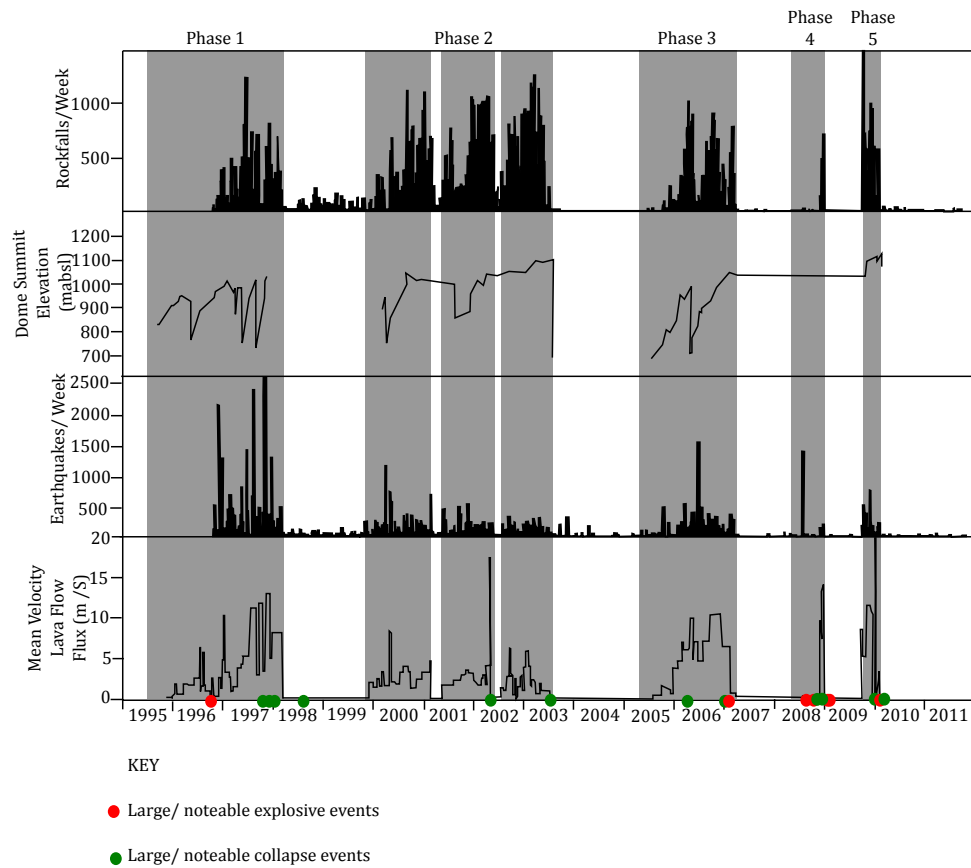 Phase 1
Phase 2
Phase 3
Phase
4
Phase
5
Rockfalls/Week
1000
500
Dome Summit
Elevation
(mabsl)
1200
1100
1000
900
800
700
Earthquakes/Week
2500
2000
1500
1000
500
20
Mean Velocity
Lava Flow
Flux (m /S)
15
10
5
0
1995 1996 1997 1998 1999 2000 2001 2002 2003 2004 2005 2006 2007 2008 2009 2010 2011
KEY
Large/ noteable explosive events
Large/ noteable collapse events